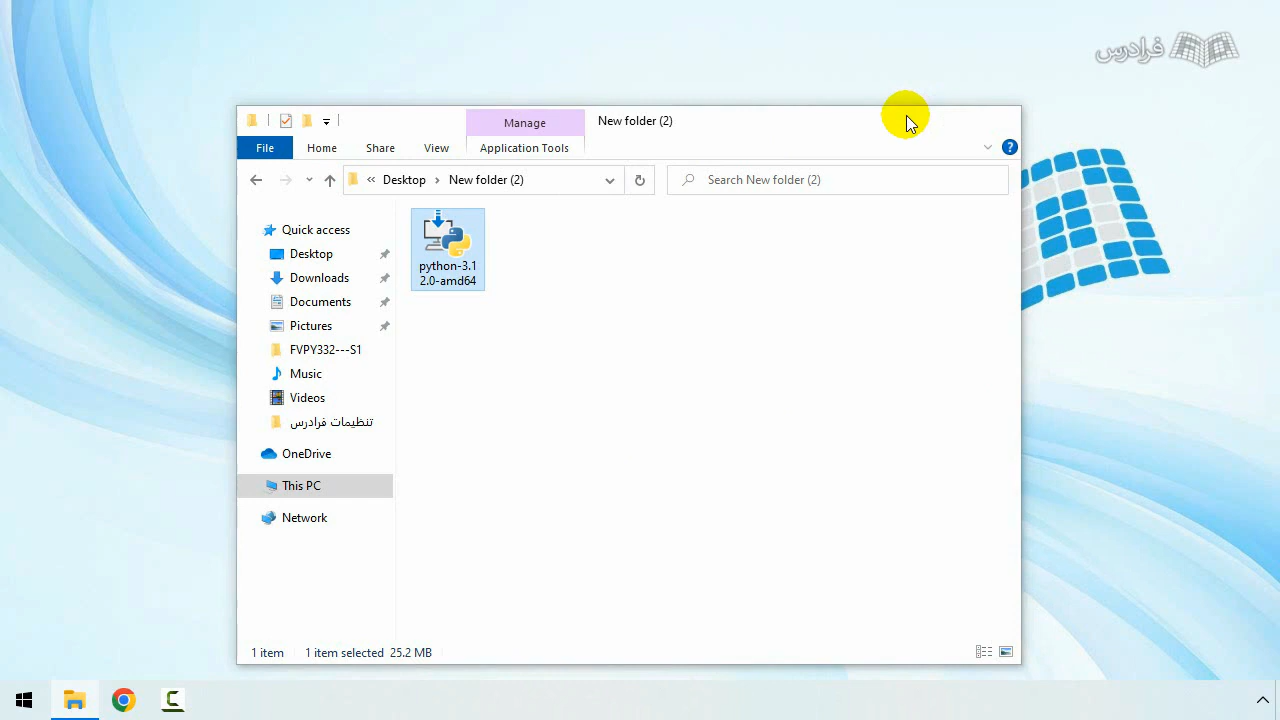 فرادرس
Manage
New folder (2)
File
Home
Share
View
Application Tools
?
« Desktop > New folder (2)
Search New folder (2)
Quick access
Desktop
Downloads
Documents
Pictures
FVPY332---S1
Music
Videos
تنظیمات فرادرس
OneDrive
This PC
Network
python-3.1
2.0-amd64
1 item
1 item selected 25.2 MB